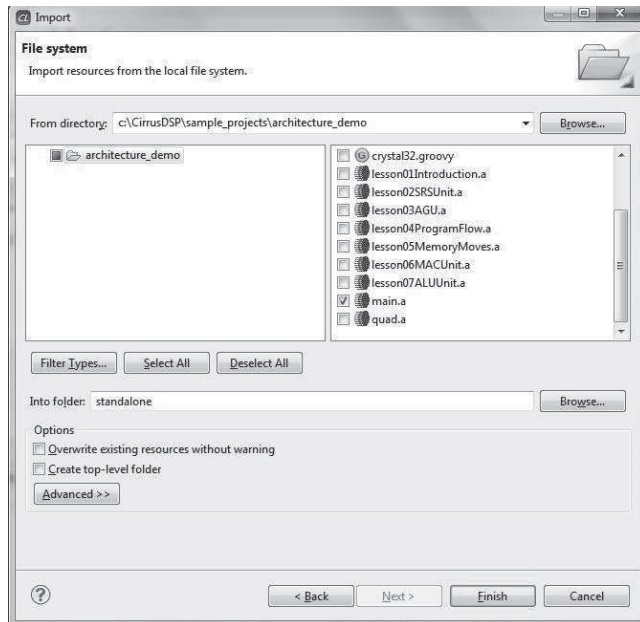 CL Import
File system
Import resources from the local file system.
From directory: c:\CirrusDSP\sample_projects\architecture_demo
Browse...
architecture_demo
G crystal32.groovy
lesson01Introduction.a
lesson02SRSUnit.a
lesson03AGU.a
lesson04ProgramFlow.a
lesson05MemoryMoves.a
lesson06MACUnit.a
lesson07ALUUnit.a
main.a
quad.a
Filter Types...
Select All
Deselect All
Into folder: standalone
Browse...
Options
Overwrite existing resources without warning
Create top-level folder
Advanced >>
?
< Back
Next >
Finish
Cancel